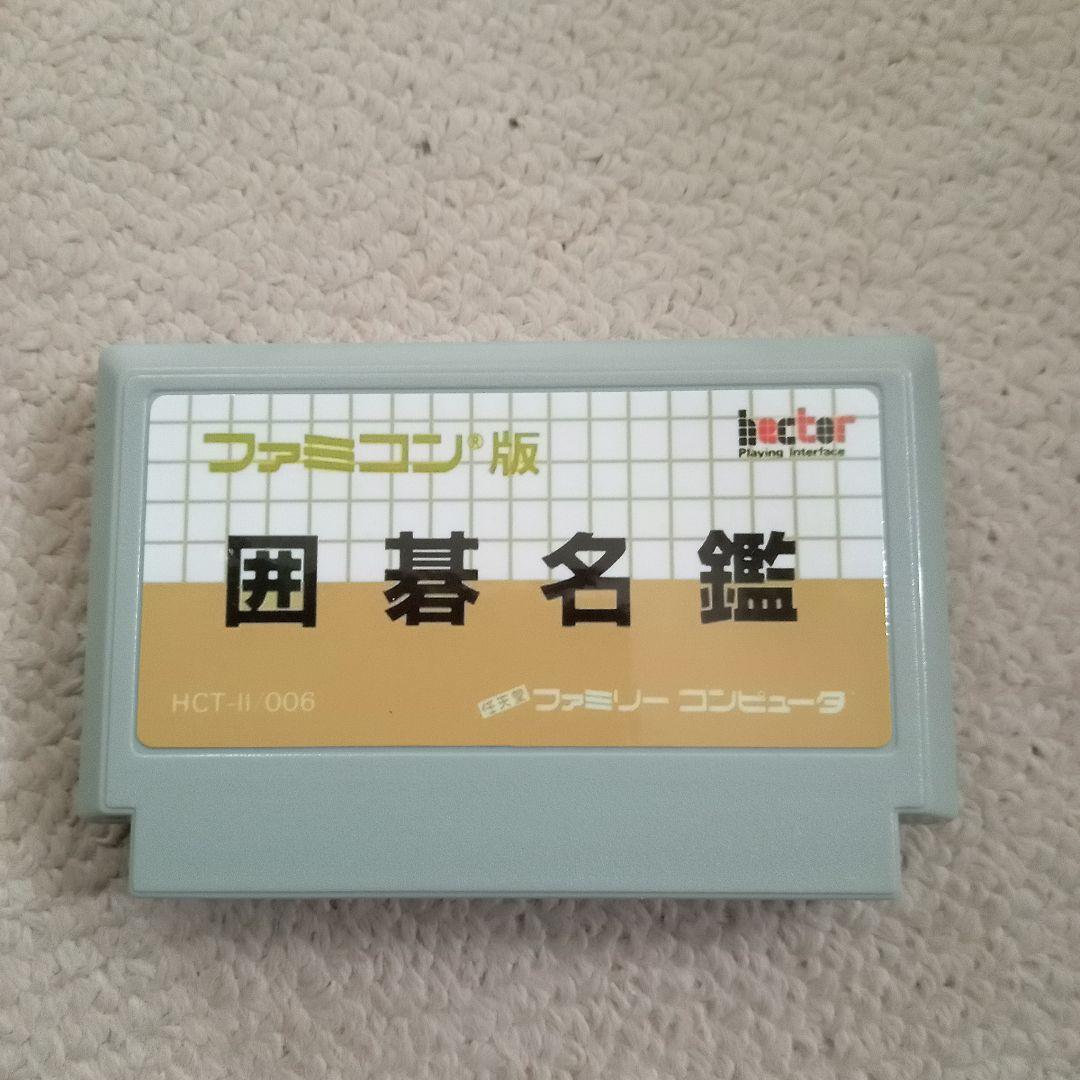 ファミコン®版
hector
Playing Interface
囲碁名鑑
HCT-II/006
任天堂 ファミリー コンピュータ